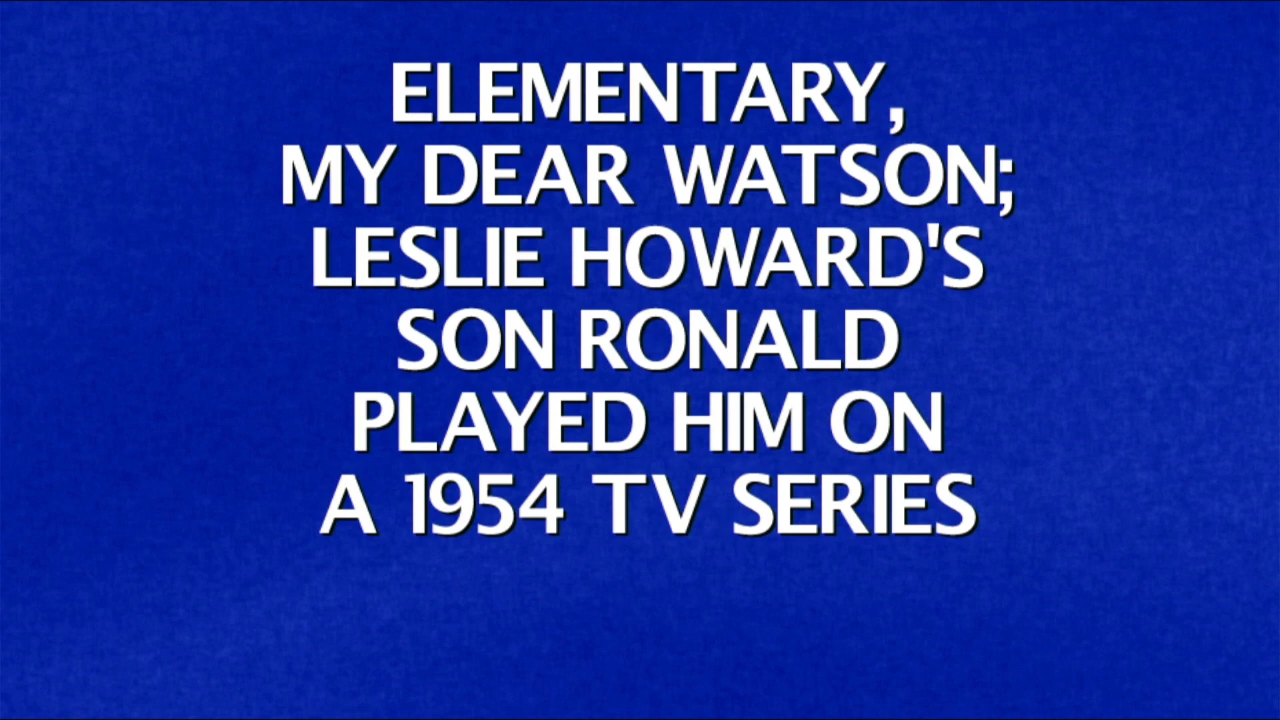 ELEMENTARY,
MY DEAR WATSON;
LESLIE HOWARD'S
SON RONALD
PLAYED HIM ON
A 1954 TV SERIES